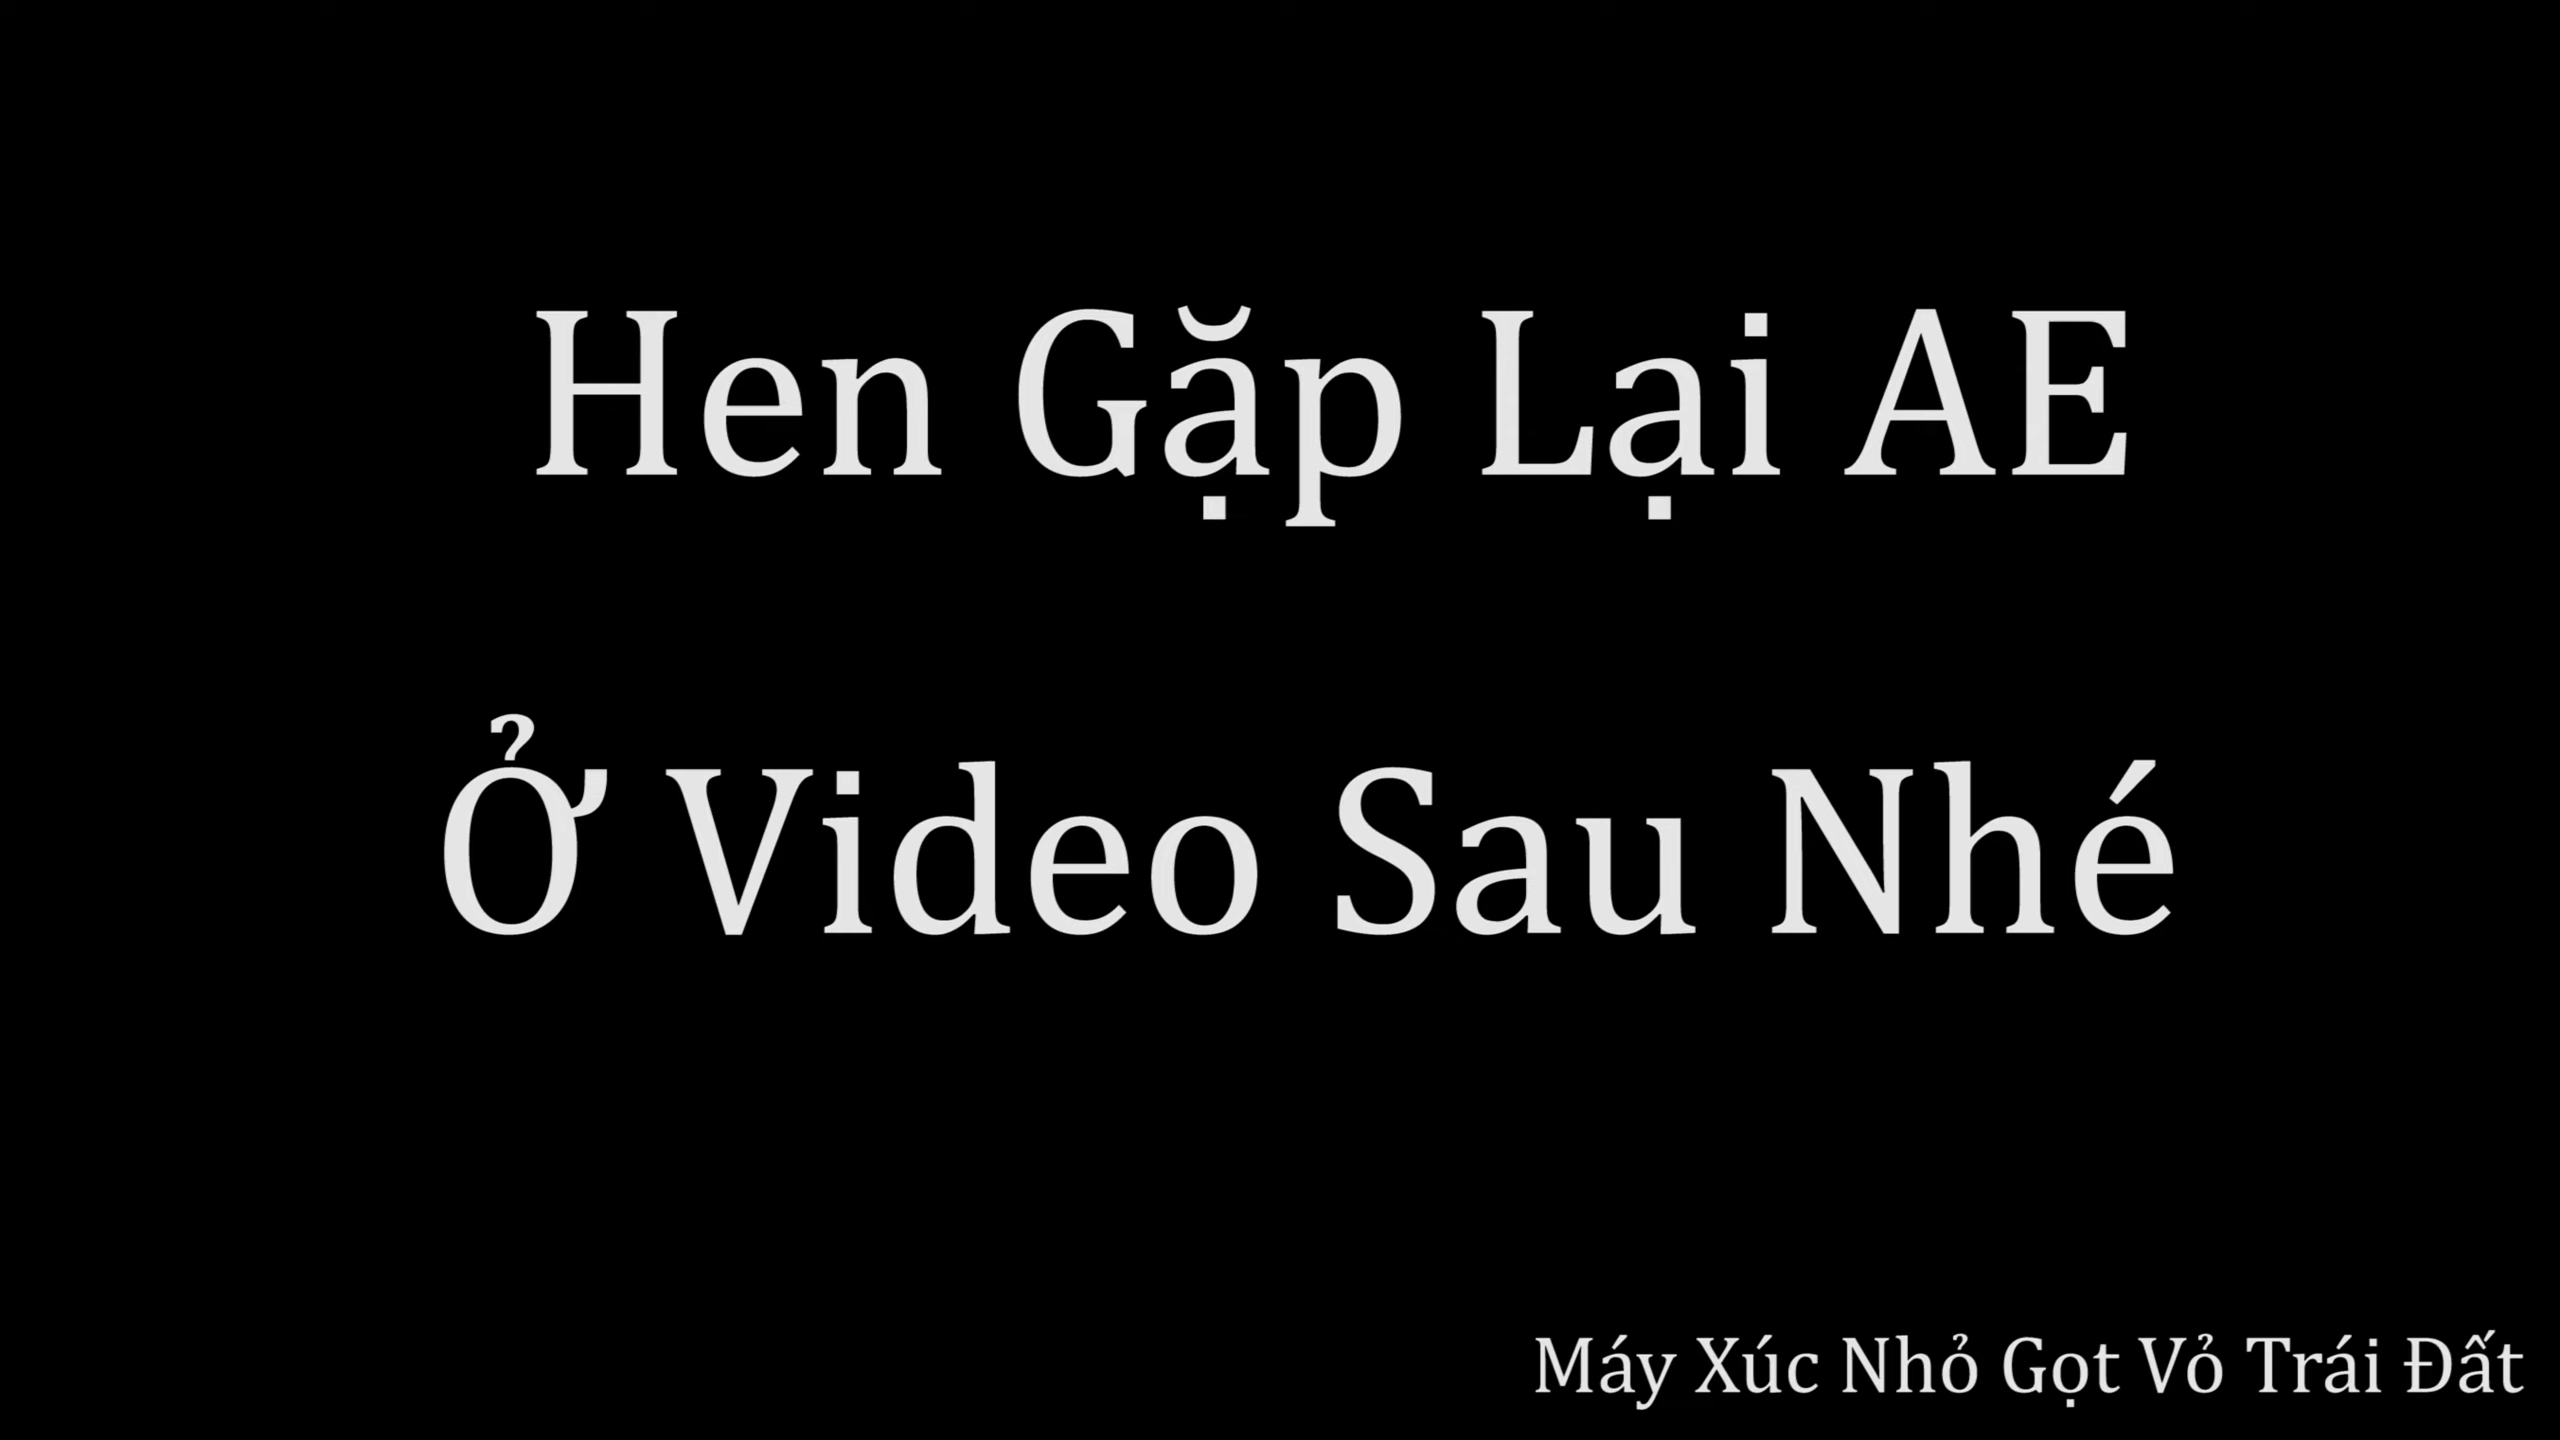 Hen Gặp Lại AE
Ở Video Sau Nhé
Máy Xúc Nhỏ Gọt Vỏ Trái Đất